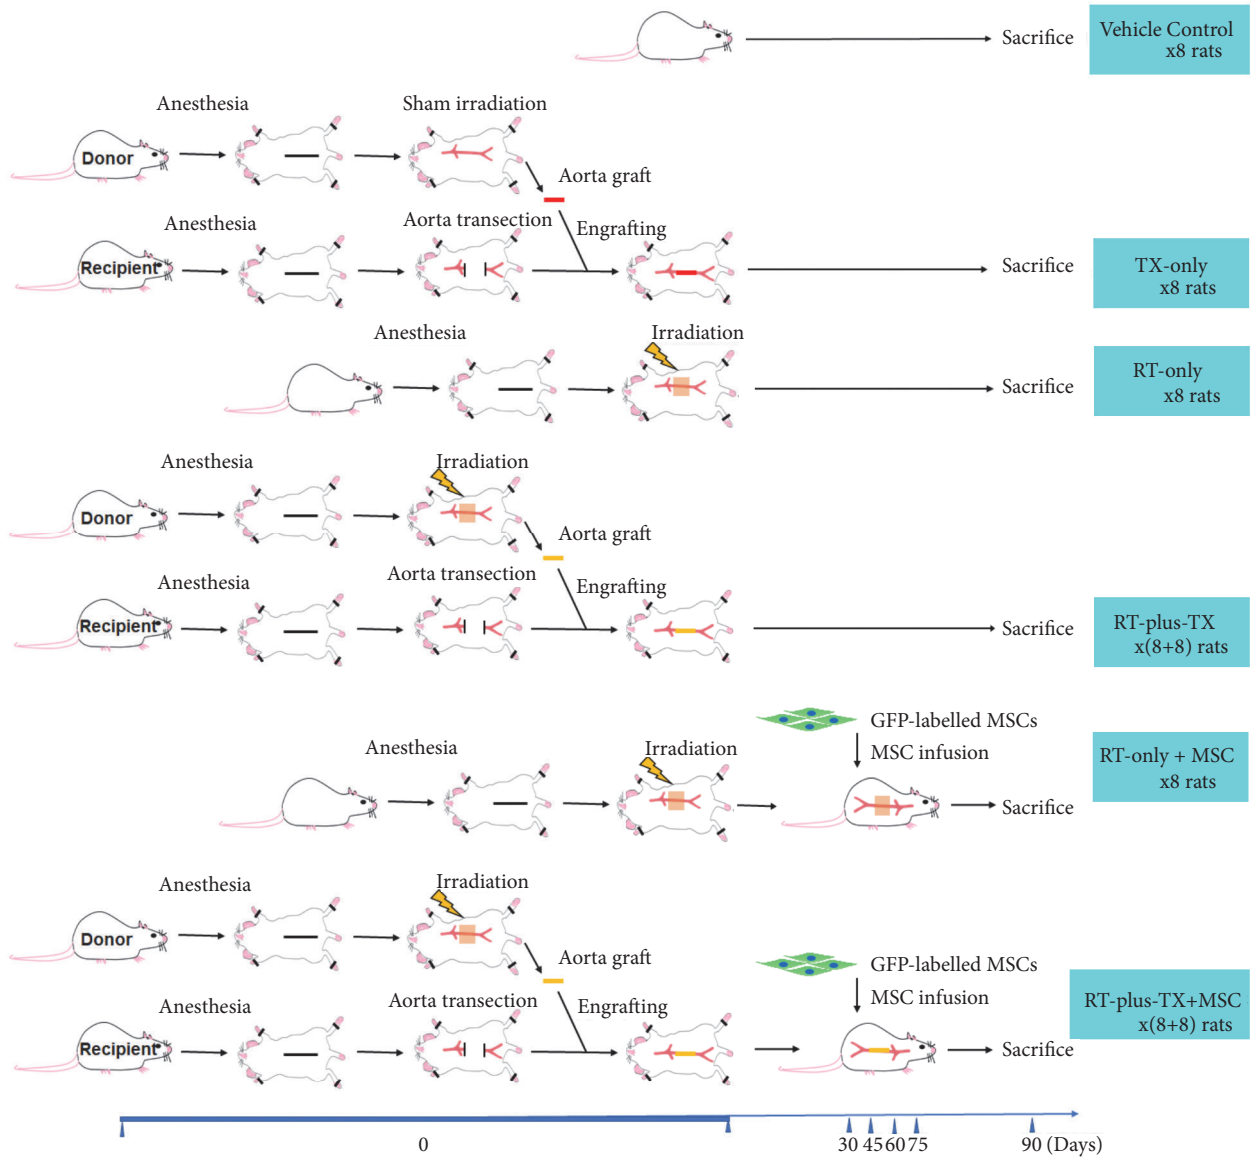 Sacrifice
Vehicle Control
x8 rats
Anesthesia
Sham irradiation
Donor
Aorta graft
Anesthesia
Aorta transection
Engrafting
Recipient
Sacrifice
TX-only
x8 rats
Anesthesia
Irradiation
Sacrifice
RT-only
x8 rats
Anesthesia
Irradiation
Donor
Aorta graft
Anesthesia
Aorta transection
Engrafting
Recipient
Sacrifice
RT-plus-TX
x(8+8) rats
GFP-labelled MSCs
MSC infusion
Anesthesia
Irradiation
Sacrifice
RT-only + MSC
x8 rats
Anesthesia
Irradiation
Donor
Aorta graft
GFP-labelled MSCs
MSC infusion
Anesthesia
Aorta transection
Engrafting
Recipient
Sacrifice
RT-plus-TX+MSC
x(8+8) rats
0
30 45 60 75
90 (Days)